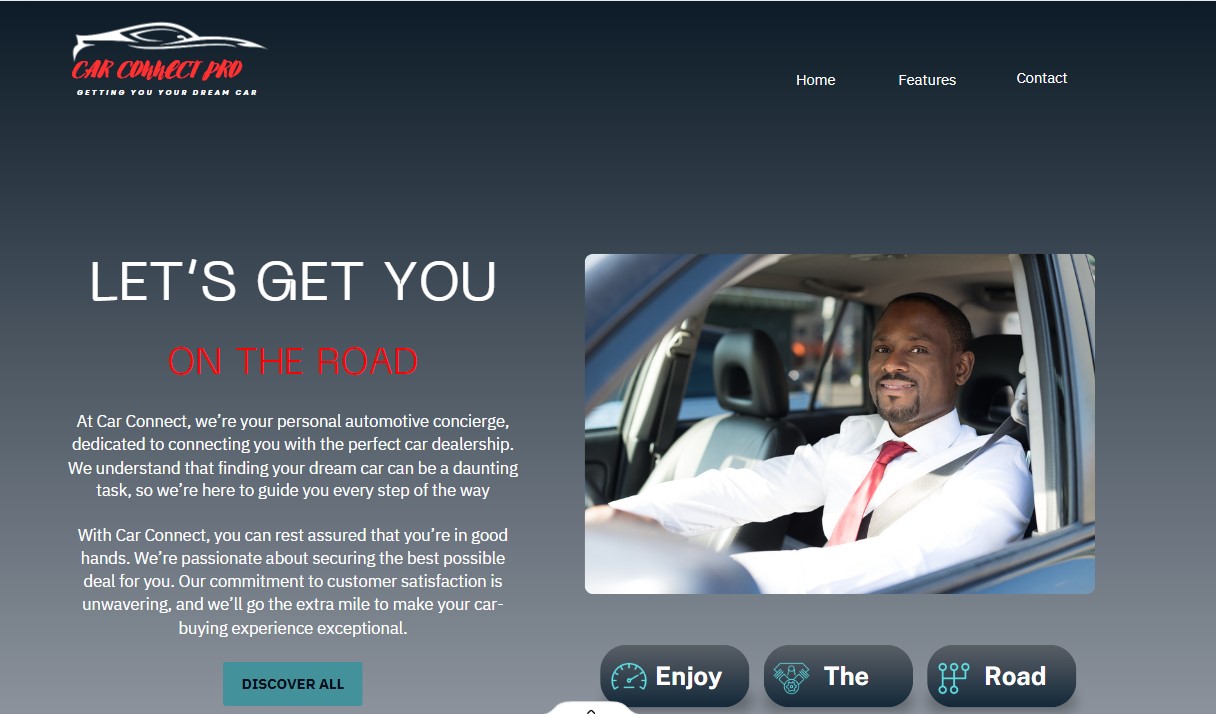 CAR CONNECT PRO
GETTING YOU YOUR DREAM CAR
Home
Features
Contact
LET'S GET YOU
ON THE ROAD
At Car Connect, we're your personal automotive concierge,
dedicated to connecting you with the perfect car dealership.
We understand that finding your dream car can be a daunting
task, so we're here to guide you every step of the way
With Car Connect, you can rest assured that you're in good
hands. We're passionate about securing the best possible
deal for you. Our commitment to customer satisfaction is
unwavering, and we'll go the extra mile to make your car-
buying experience exceptional.
DISCOVER ALL
Enjoy
The
Road